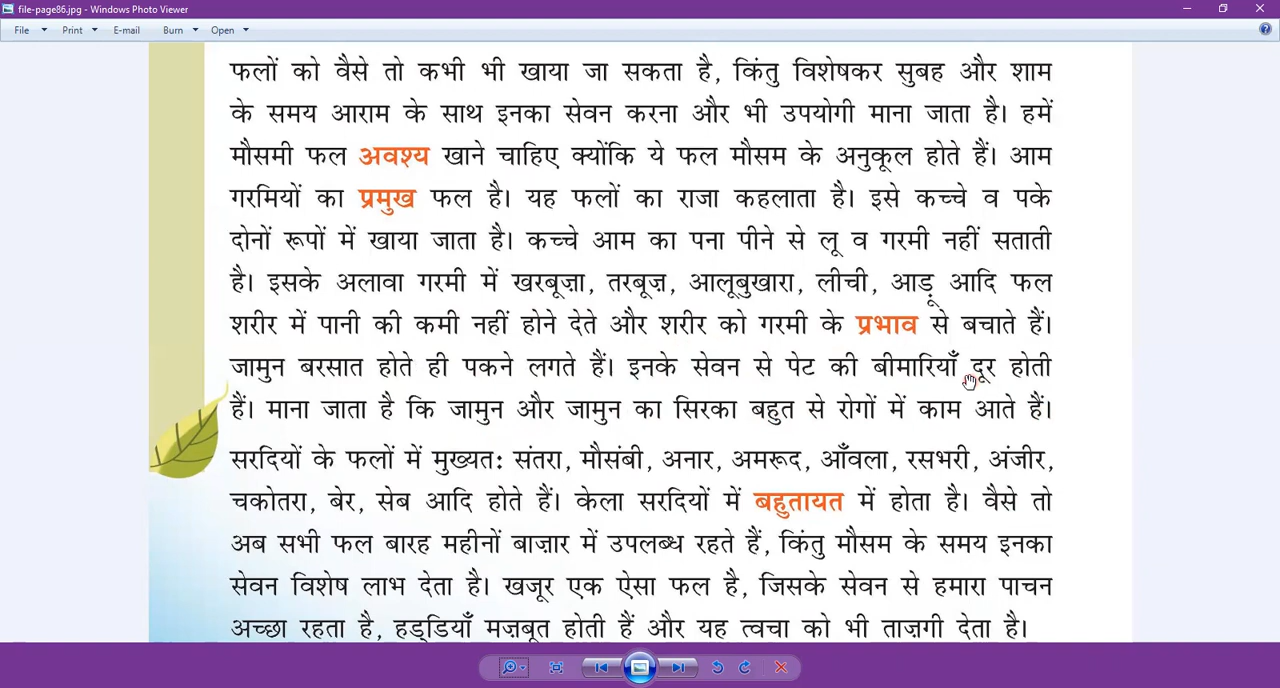 file-page86.jpg - Windows Photo Viewer
File Print E-mail Burn Open
फलों को वैसे तो कभी भी खाया जा सकता है, किंतु विशेषकर सुबह और शाम
के समय आराम के साथ इनका सेवन करना और भी उपयोगी माना जाता है। हमें
मौसमी फल अवश्य खाने चाहिए क्योंकि ये फल मौसम के अनुकूल होते हैं। आम
गरमियों का प्रमुख फल है। यह फलों का राजा कहलाता है। इसे कच्चे व पके
दोनों रूपों में खाया जाता है। कच्चे आम का पना पीने से लू व गरमी नहीं सताती
है। इसके अलावा गरमी में खरबूज़ा, तरबूज़, आलूबुखारा, लीची, आड़ू आदि फल
शरीर में पानी की कमी नहीं होने देते और शरीर को गरमी के प्रभाव से बचाते हैं।
जामुन बरसात होते ही पकने लगते हैं। इनके सेवन से पेट की बीमारियाँ दूर होती
हैं। माना जाता है कि जामुन और जामुन का सिरका बहुत से रोगों में काम आते हैं।
सरदियों के फलों में मुख्यतः संतरा, मौसंबी, अनार, अमरूद, आँवला, रसभरी, अंजीर,
चकोतरा, बेर, सेब आदि होते हैं। केला सरदियों में बहुतायत में होता है। वैसे तो
अब सभी फल बारह महीनों बाज़ार में उपलब्ध रहते हैं, किंतु मौसम के समय इनका
सेवन विशेष लाभ देता है। खजूर एक ऐसा फल है, जिसके सेवन से हमारा पाचन
अच्छा रहता है, हड्डियाँ मज़बूत होती हैं और यह त्वचा को भी ताज़गी देता है।